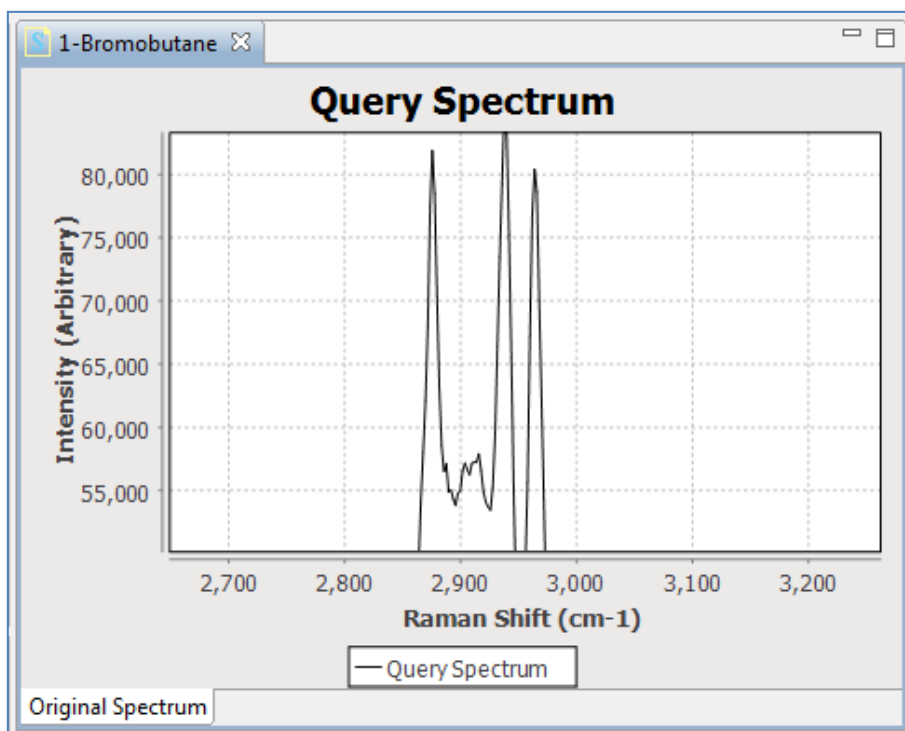 1-Bromobutane
Query Spectrum
Intensity (Arbitrary)
80,000
75,000
70,000
65,000
60,000
55,000
2,700 2,800 2,900 3,000 3,100 3,200
Raman Shift (cm-1)
Query Spectrum
Original Spectrum